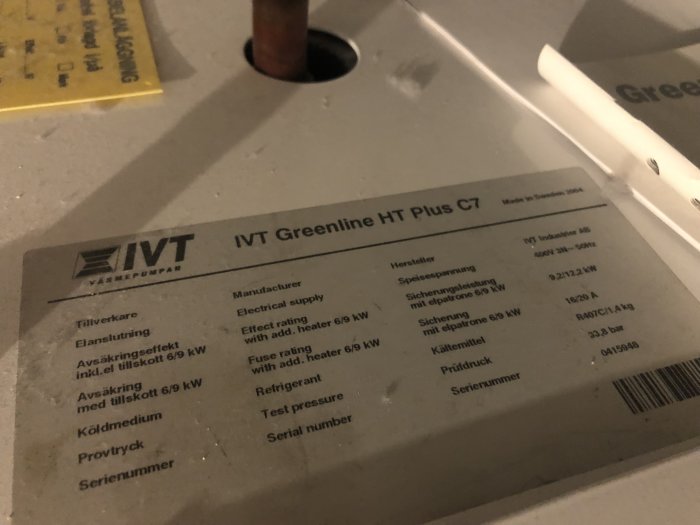 BELANLÄGGNING
IVT
VÄRMEPUMPAR
IVT Greenline HT Plus C7
Made in Sweden 2004
Tillverkare Manufacturer Hersteller IVT Industrier AB
Elanslutning Electrical supply Speisespannung 400V 3N~ 50Hz
Avsäkringseffekt Effect rating Sicherungsleistung 9,2/12,2 kW
inkl.el tillskott 6/9 kW with add. heater 6/9 kW mit elpatrone 6/9 kW
Avsäkring Fuse rating Sicherung 16/20 A
med tillskott 6/9 kW with add. heater 6/9 kW mit elpatrone 6/9 kW
Köldmedium Refrigerant Kältemittel R407C/1,4 kg
Provtryck Test pressure Prüfdruck 33,8 bar
Serienummer Serial number Seriennummer 0415948
Gree